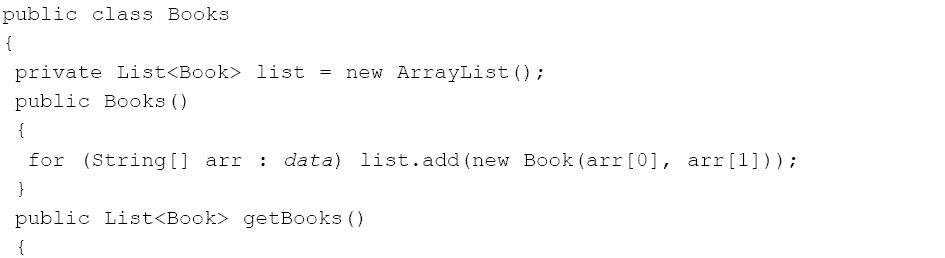 public class Books
{
 private List<Book> list = new ArrayList();
 public Books()
 {
  for (String[] arr : data) list.add(new Book(arr[0], arr[1]));
 }
 public List<Book> getBooks()
 {